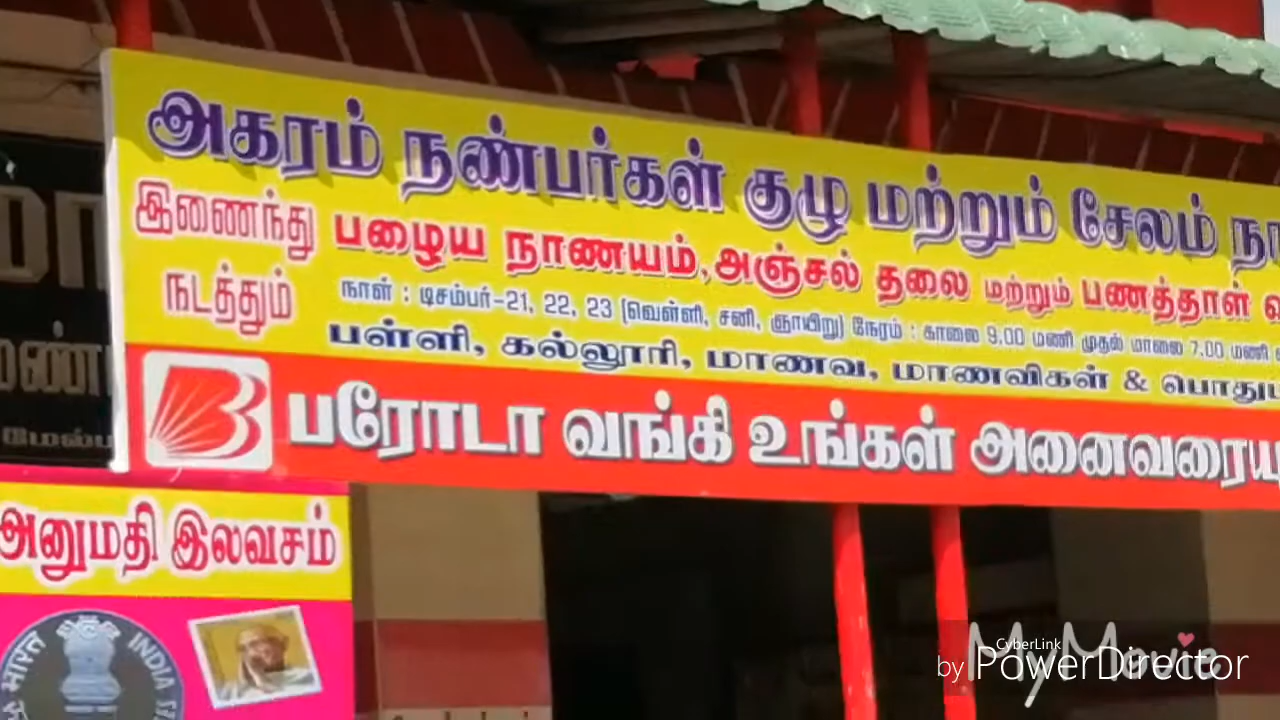 அகரம் நண்பர்கள் குழு மற்றும் சேலம்
இணைந்து நடத்தும்
பழைய நாணயம், அஞ்சல் தலை மற்றும் பணத்தாள்
நாள் : டிசம்பர்-21, 22, 23 (வெள்ளி, சனி, ஞாயிறு) நேரம் : காலை 9.00 மணி முதல் மாலை 7.00 மணி
பள்ளி, கல்லூரி, மாணவ, மாணவிகள் &
பரோடா வங்கி உங்கள்
அனுமதி இலவசம்
भारत INDIA
MyMovie
by CyberLink PowerDirector